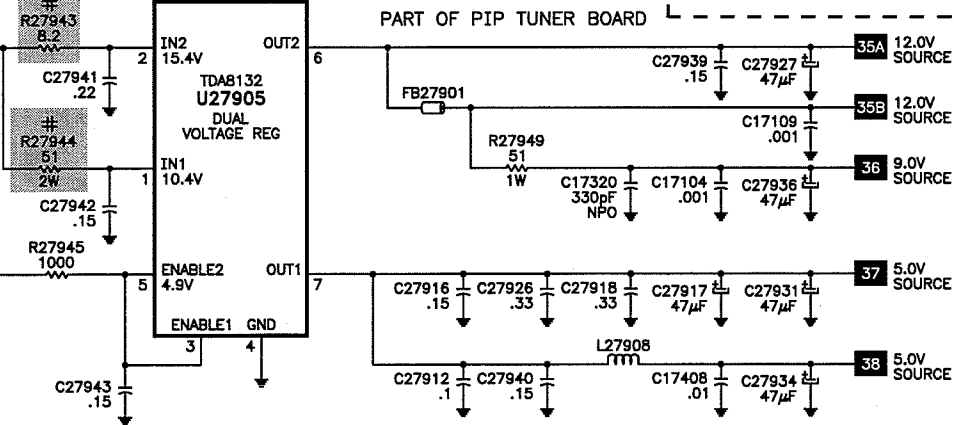 PART OF PIP TUNER BOARD
#
R27943
8.2
C27941
.22
2
IN2
15.4V
OUT2
6
TDA8132
U27905
DUAL
VOLTAGE REG
#
R27944
51
2W
1
IN1
10.4V
C27942
.15
R27945
1000
5
ENABLE2
4.9V
OUT1
7
ENABLE1
GND
3
4
C27943
.15
C27939
.15
C27927
47µF
35A
12.0V
SOURCE
FB27901
C17109
.001
35B
12.0V
SOURCE
R27949
51
1W
C17320
330pF
NPO
C17104
.001
C27936
47µF
36
9.0V
SOURCE
C27916
.15
C27926
.33
C27918
.33
C27917
47µF
C27931
47µF
37
5.0V
SOURCE
L27908
C27912
.1
C27940
.15
C17408
.01
C27934
47µF
38
5.0V
SOURCE